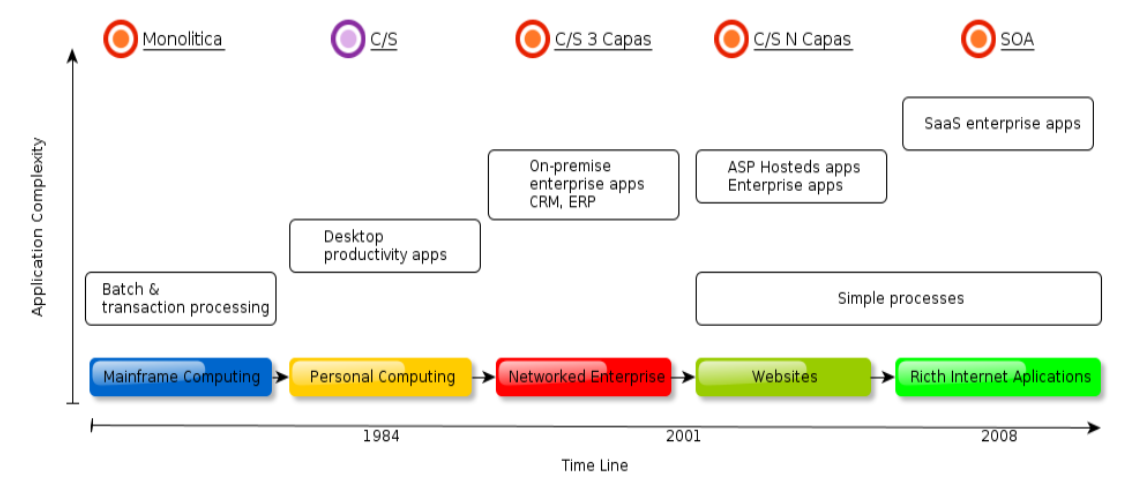 Monolitica
C/S
C/S 3 Capas
C/S N Capas
SOA
Application Complexity
SaaS enterprise apps
On-premise
enterprise apps
CRM, ERP
ASP Hosteds apps
Enterprise apps
Desktop
productivity apps
Batch &
transaction processing
Simple processes
Mainframe Computing
Personal Computing
Networked Enterprise
Websites
Ricth Internet Aplications
1984
2001
2008
Time Line